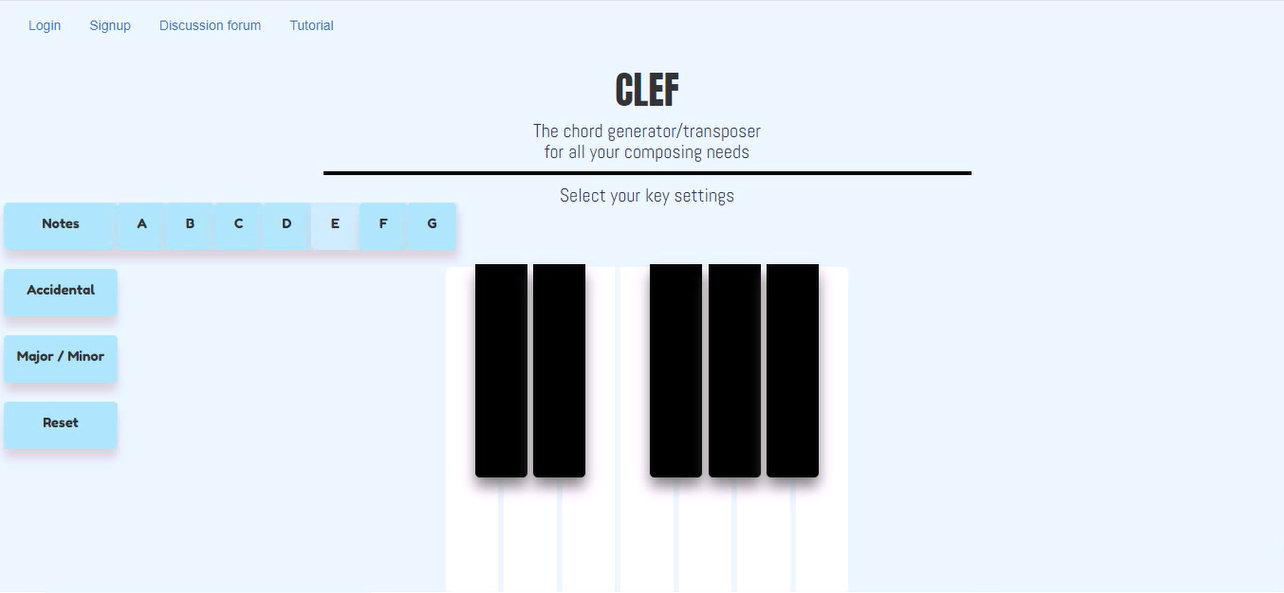 Login Signup Discussion forum Tutorial
CLEF
The chord generator/transposer
for all your composing needs
Select your key settings
Notes A B C D E F G
Accidental
Major / Minor
Reset